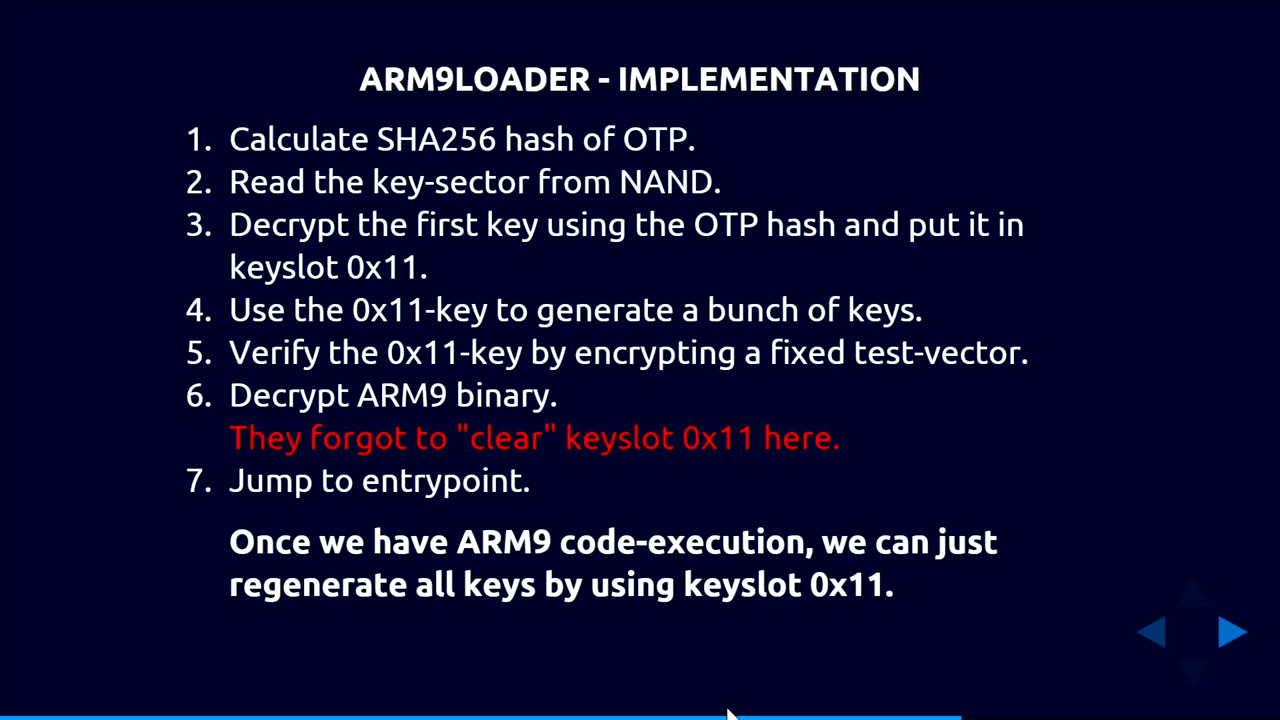 ARM9LOADER - IMPLEMENTATION
1. Calculate SHA256 hash of OTP.
2. Read the key-sector from NAND.
3. Decrypt the first key using the OTP hash and put it in
keyslot 0x11.
4. Use the 0x11-key to generate a bunch of keys.
5. Verify the 0x11-key by encrypting a fixed test-vector.
6. Decrypt ARM9 binary.
They forgot to "clear" keyslot 0x11 here.
7. Jump to entrypoint.
Once we have ARM9 code-execution, we can just
regenerate all keys by using keyslot 0x11.